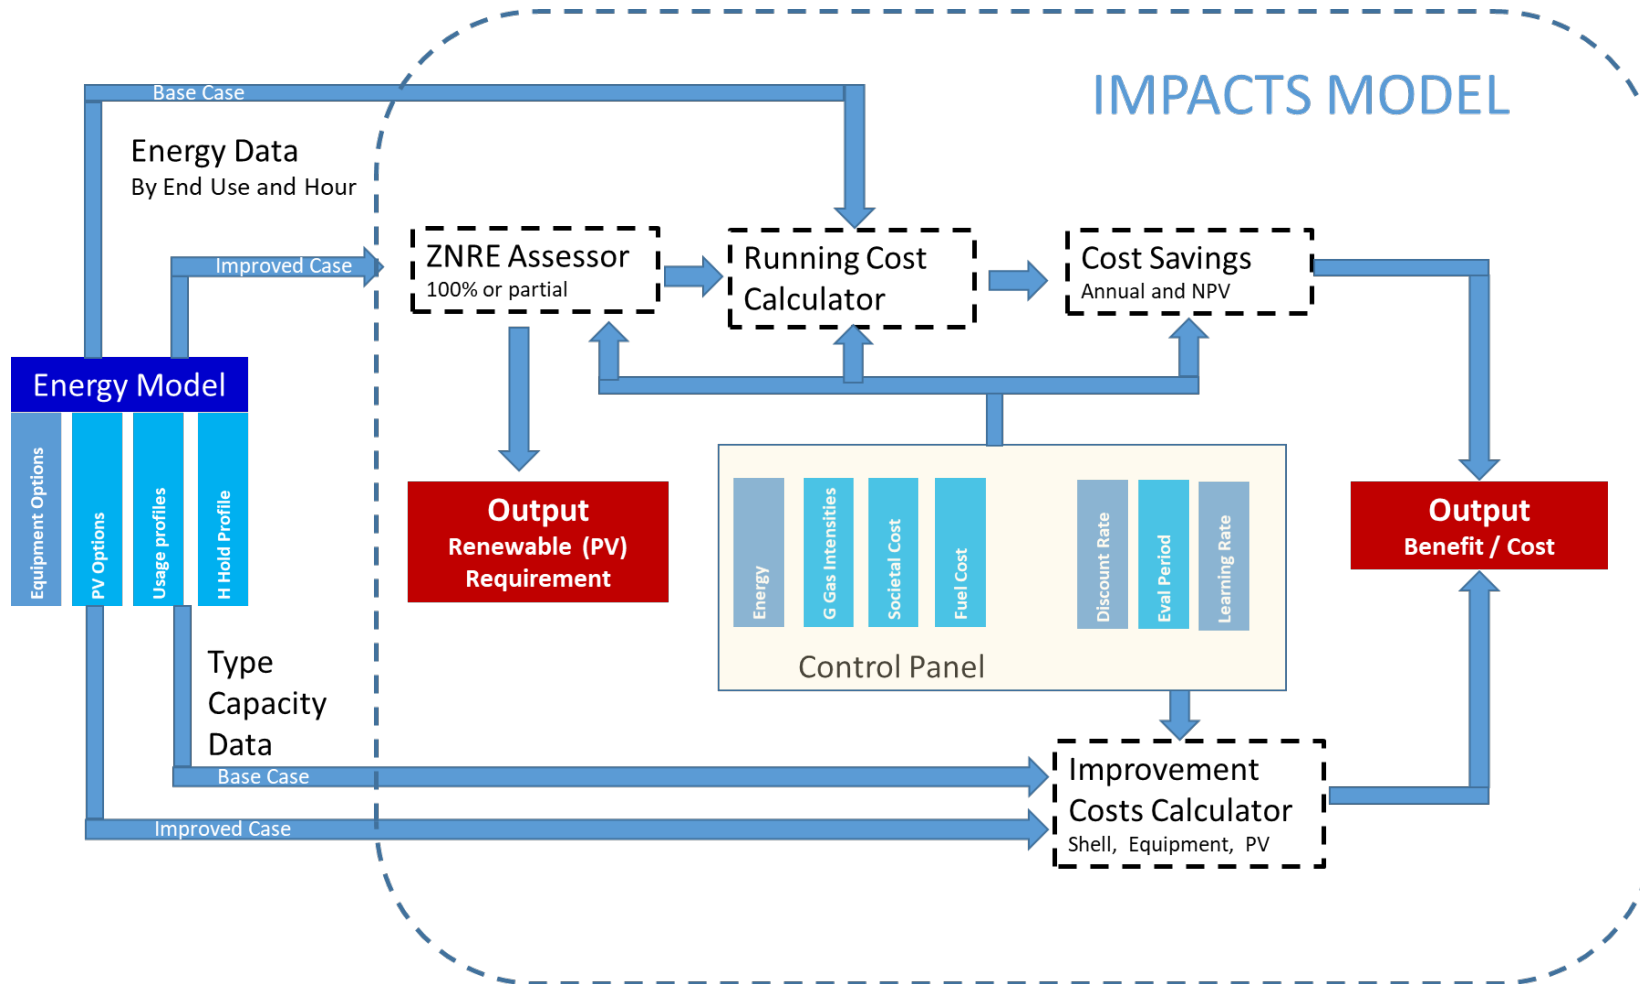 IMPACTS MODEL
Base Case
Energy Data
By End Use and Hour
Improved Case
ZNRE Assessor
100% or partial
Running Cost
Calculator
Cost Savings
Annual and NPV
Energy Model
Equipment Options
PV Options
Usage profiles
H Hold Profile
Output
Renewable (PV)
Requirement
Energy
G Gas Intensities
Societal Cost
Fuel Cost
Discount Rate
Eval Period
Learning Rate
Control Panel
Output
Benefit / Cost
Type
Capacity
Data
Base Case
Improved Case
Improvement
Costs Calculator
Shell, Equipment, PV